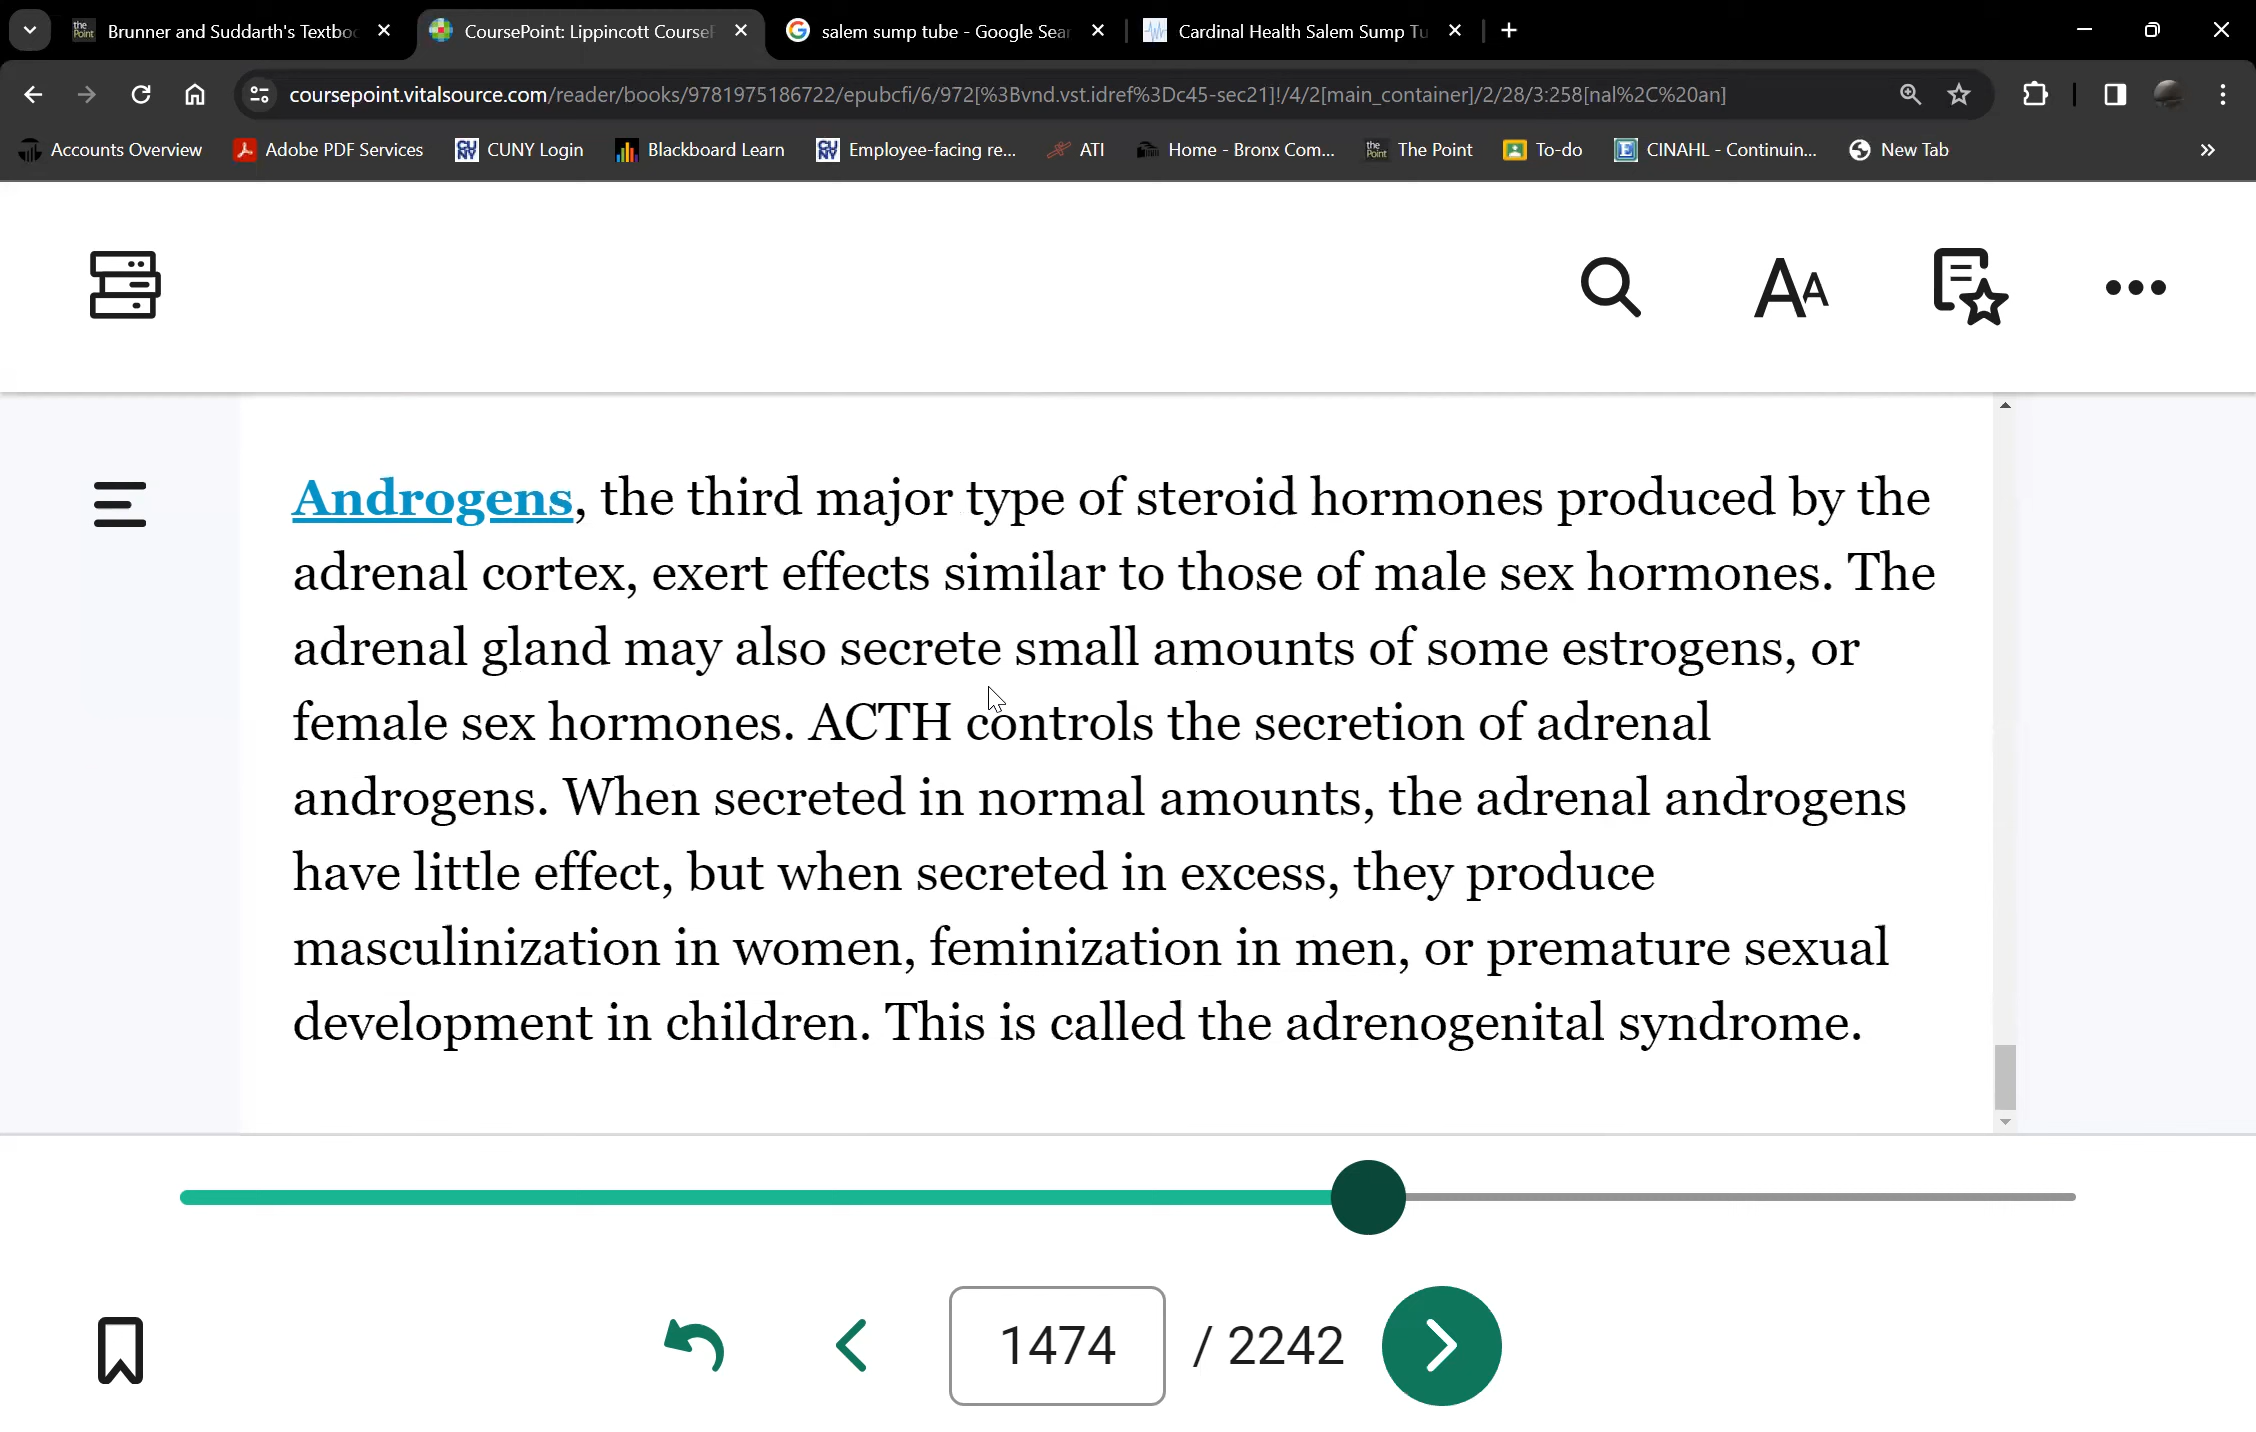 the Point
Brunner and Suddarth's Textbo
CoursePoint: Lippincott CourseP
salem sump tube - Google Sear
Cardinal Health Salem Sump Tu
coursepoint.vitalsource.com/reader/books/9781975186722/epubcfi/6/972[%3Bvnd.vst.idref%3Dc45-sec21]!/4/2[main_container]/2/28/3:258[nal%2C%20an]
Accounts Overview
Adobe PDF Services
CUNY Login
Blackboard Learn
Employee-facing re...
ATI
Home - Bronx Com...
The Point
To-do
CINAHL - Continuin...
New Tab
AA
Androgens, the third major type of steroid hormones produced by the
adrenal cortex, exert effects similar to those of male sex hormones. The
adrenal gland may also secrete small amounts of some estrogens, or
female sex hormones. ACTH controls the secretion of adrenal
androgens. When secreted in normal amounts, the adrenal androgens
have little effect, but when secreted in excess, they produce
masculinization in women, feminization in men, or premature sexual
development in children. This is called the adrenogenital syndrome.
1474 / 2242